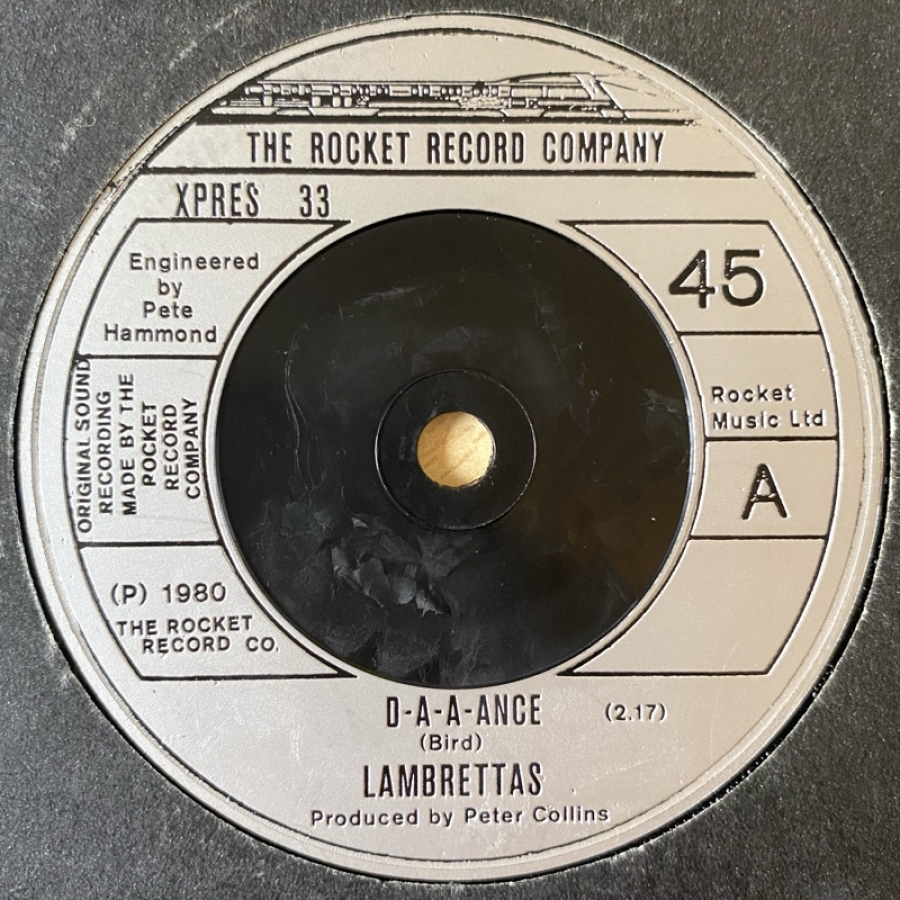 THE ROCKET RECORD COMPANY
XPRES 33
Engineered
by
Pete
Hammond
45
ORIGINAL SOUND
RECORDING
MADE BY THE
POCKET
RECORD
COMPANY
Rocket
Music Ltd
A
(P) 1980
THE ROCKET
RECORD CO.
D-A-A-ANCE (2.17)
(Bird)
LAMBRETTAS
Produced by Peter Collins